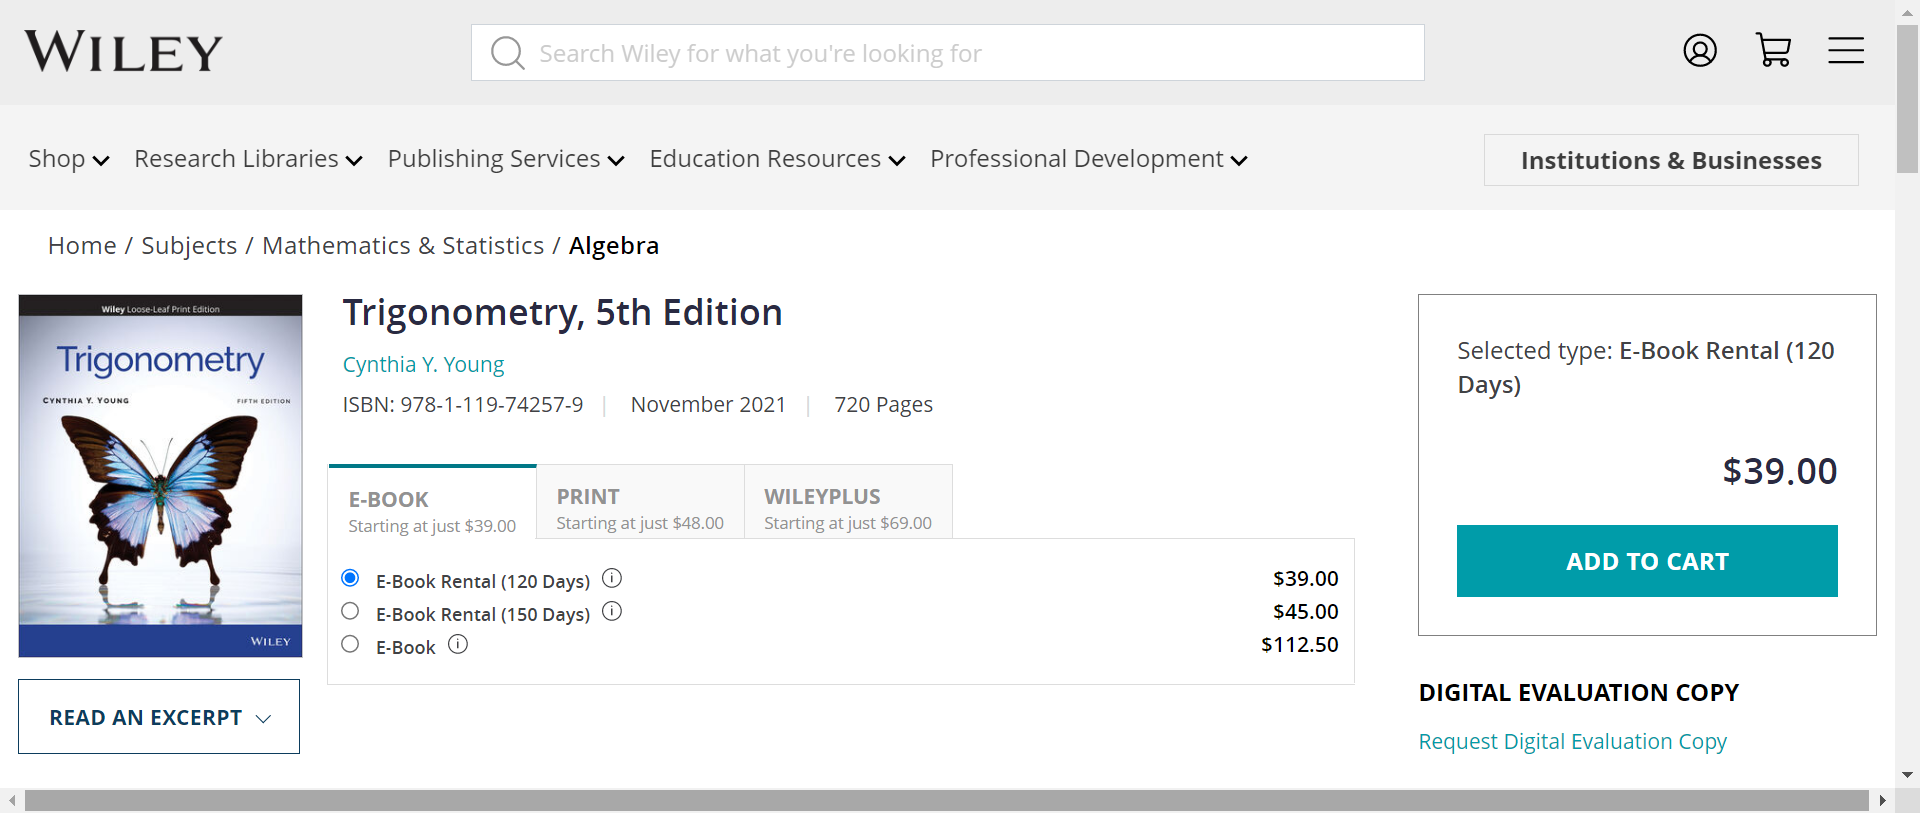 WILEY
Search Wiley for what you're looking for
Shop Research Libraries Publishing Services Education Resources Professional Development Institutions & Businesses
Home / Subjects / Mathematics & Statistics / Algebra
Wiley Loose-Leaf Print Edition
Trigonometry
CYNTHIA Y. YOUNG FIFTH EDITION
WILEY
READ AN EXCERPT
Trigonometry, 5th Edition
Cynthia Y. Young
ISBN: 978-1-119-74257-9 | November 2021 | 720 Pages
E-BOOK
Starting at just $39.00
PRINT
Starting at just $48.00
WILEYPLUS
Starting at just $69.00
E-Book Rental (120 Days) $39.00
E-Book Rental (150 Days) $45.00
E-Book $112.50
Selected type: E-Book Rental (120
Days)
$39.00
ADD TO CART
DIGITAL EVALUATION COPY
Request Digital Evaluation Copy